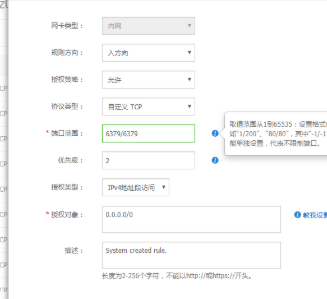 网卡类型： 内网
规则方向： 入方向
授权策略： 允许
CP
协议类型： 自定义 TCP
* 端口范围： 6379/6379
取值范围从1到65535；设置格式
如"1/200"、"80/80"，其中"-1/-1
能单独设置，代表不限制端口。
优先级： 2
授权类型： IPv4地址段访问
* 授权对象： 0.0.0.0/0
教我设置
描述： System created rule.
长度为2-256个字符，不能以http://或https://开头。